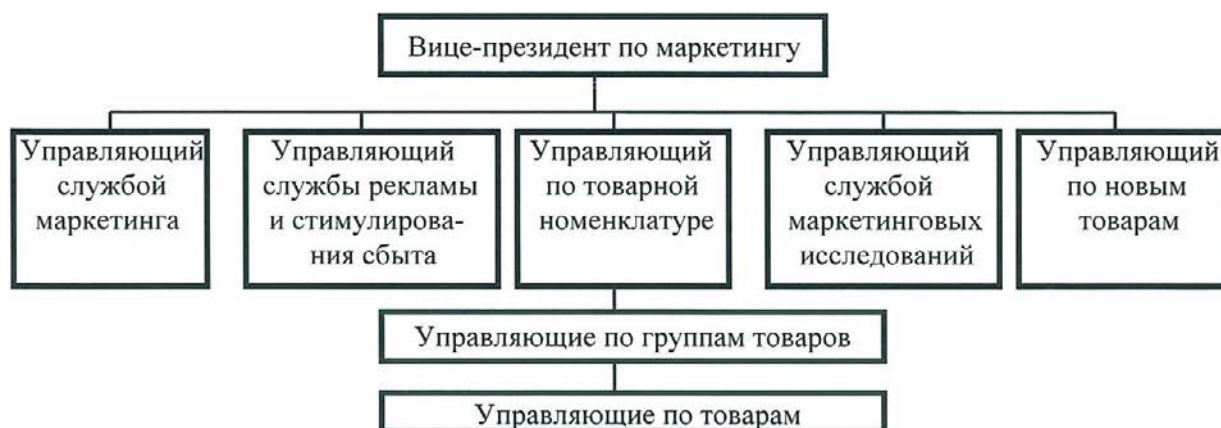 Вице-президент по маркетингу
Управляющий
службой
маркетинга
Управляющий
службы рекламы
и стимулирова-
ния сбыта
Управляющий
по товарной
номенклатуре
Управляющий
службой
маркетинговых
исследований
Управляющий
по новым
товарам
Управляющие по группам товаров
Управляющие по товарам